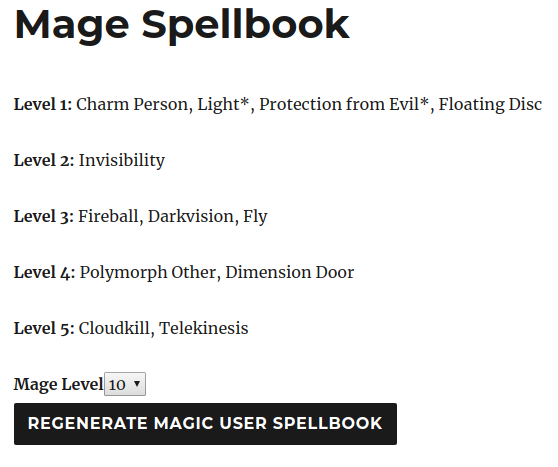 Mage Spellbook
Level 1: Charm Person, Light*, Protection from Evil*, Floating Disc
Level 2: Invisibility
Level 3: Fireball, Darkvision, Fly
Level 4: Polymorph Other, Dimension Door
Level 5: Cloudkill, Telekinesis
Mage Level 10
REGENERATE MAGIC USER SPELLBOOK